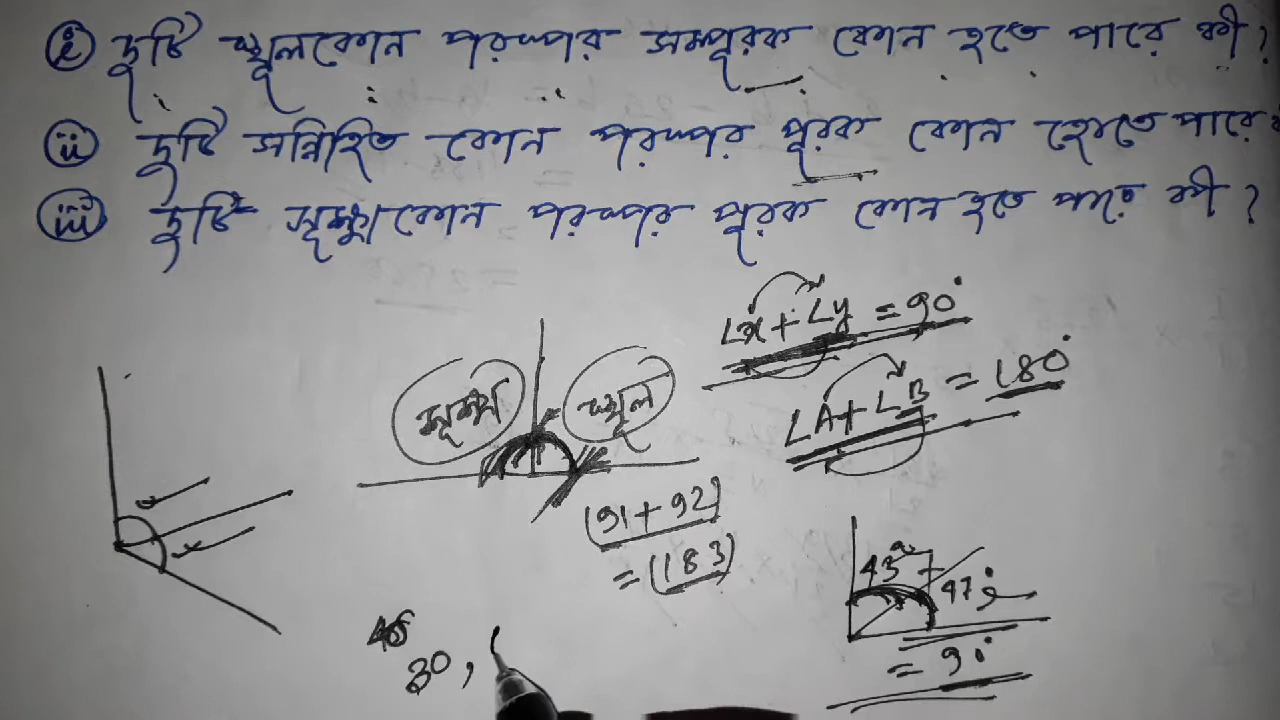 i) দুটি স্থূলকোন পরস্পর সম্পূরক কোন হতে পারে কী?
ii) দুটি সন্নিহিত কোন পরস্পর পূরক কোন হোতে পারে
iii) দুটি সূক্ষ্মকোন পরস্পর পূরক কোন হতে পারে কী?
∠x + ∠y = 90°
∠A + ∠B = 180°
সূক্ষ্ম স্থূল
(91 + 92)
= (183)
43° + 47°
= 90°
30,